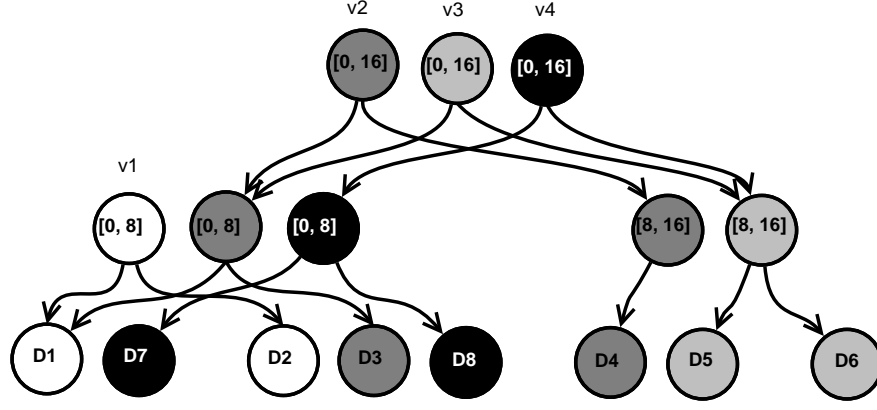 v2 v3 v4
[0, 16] [0, 16] [0, 16]
v1
[0, 8] [0, 8] [0, 8] [8, 16] [8, 16]
D1 D7 D2 D3 D8 D4 D5 D6